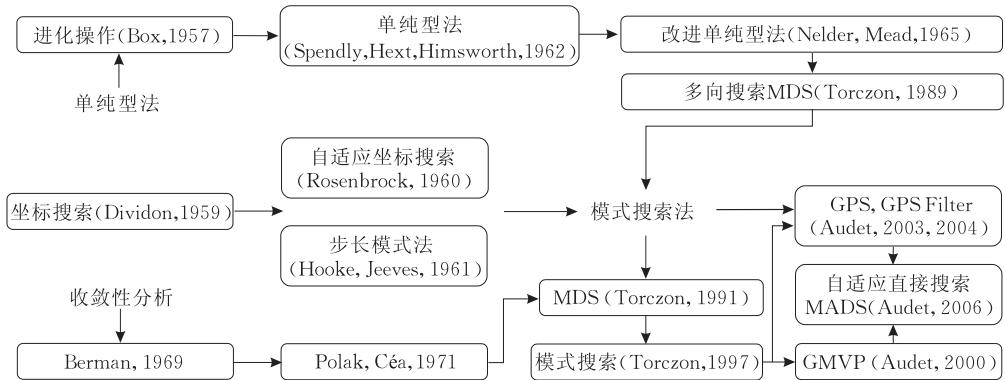 进化操作(Box,1957)
单纯型法
(Spendly,Hext,Himsworth,1962)
改进单纯型法(Nelder, Mead,1965)
单纯型法
多向搜索MDS(Torczon, 1989)
自适应坐标搜索
(Rosenbrock, 1960)
坐标搜索(Dividon,1959)
步长模式法
(Hooke, Jeeves, 1961)
模式搜索法
GPS, GPS Filter
(Audet, 2003, 2004)
自适应直接搜索
MADS(Audet, 2006)
收敛性分析
MDS (Torczon, 1991)
Berman, 1969
Polak, Céa, 1971
模式搜索(Torczon,1997)
GMVP (Audet, 2000)